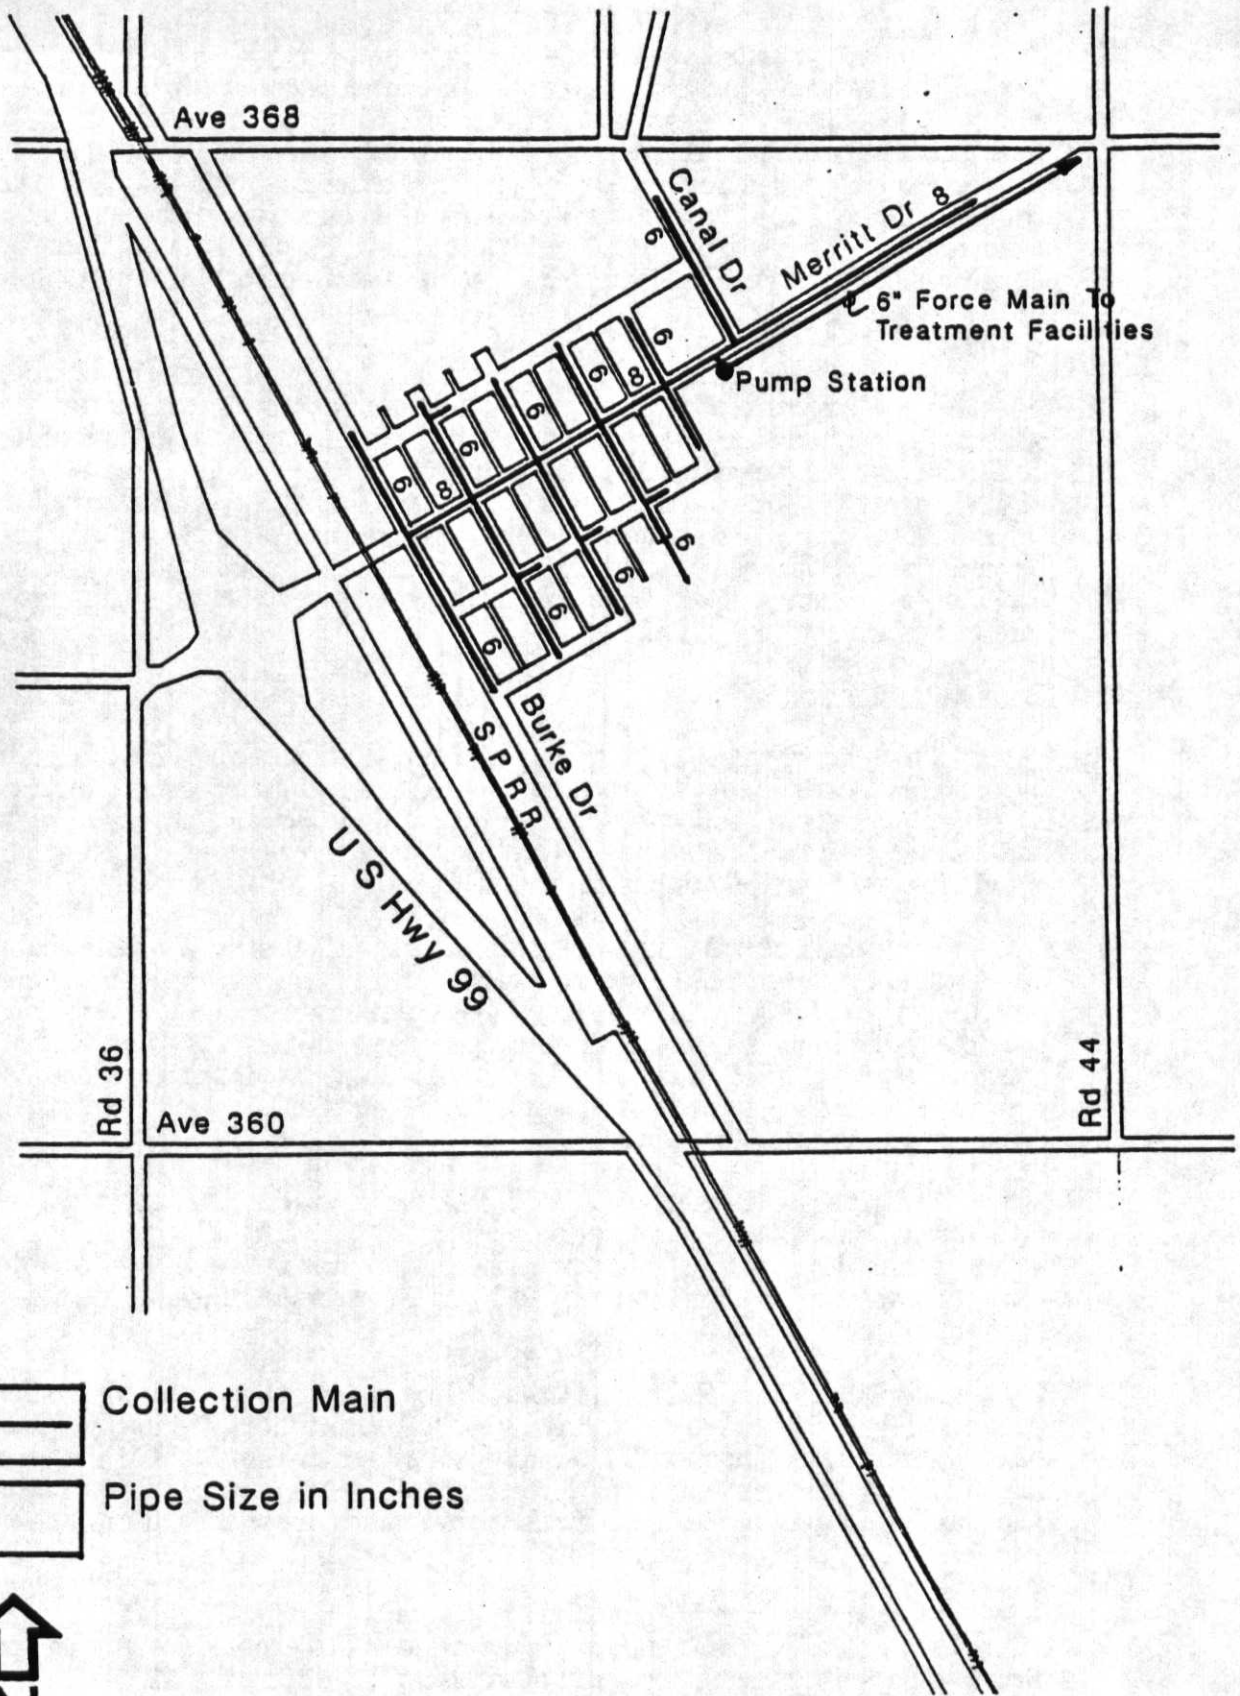 Ave 368
Canal Dr
6
Merritt Dr 8
6" Force Main To
Treatment Facilities
Pump Station
6
6
8
6
6
6
8
6
6
6
6
Burke Dr
S P R R
U S Hwy 99
Rd 36
Rd 44
Ave 360
Collection Main
Pipe Size in Inches
N